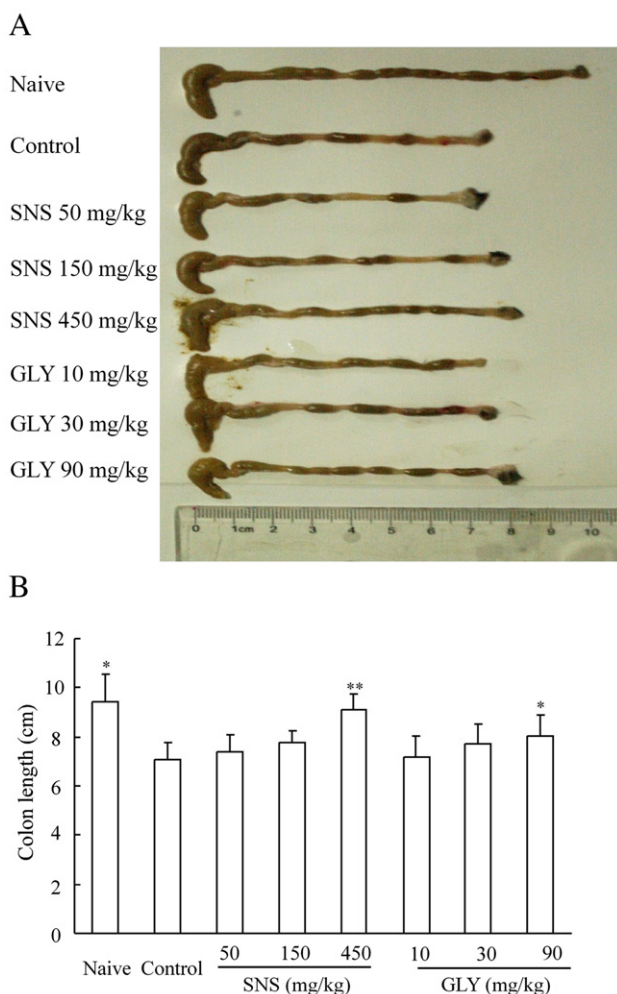 A
Naive
Control
SNS 50 mg/kg
SNS 150 mg/kg
SNS 450 mg/kg
GLY 10 mg/kg
GLY 30 mg/kg
GLY 90 mg/kg
0 1cm 2 3 4 5 6 7 8 9 10
B
12
10
8
6
4
2
0
Colon length (cm)
* ** *
50 150 450 10 30 90
Naive Control SNS (mg/kg) GLY (mg/kg)